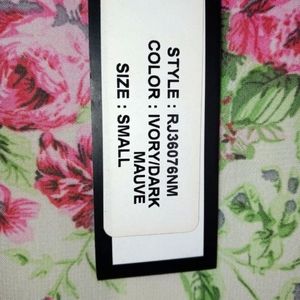 STYLE : RJ36076NM
COLOR : IVORY/DARK
MAUVE
SIZE : SMALL